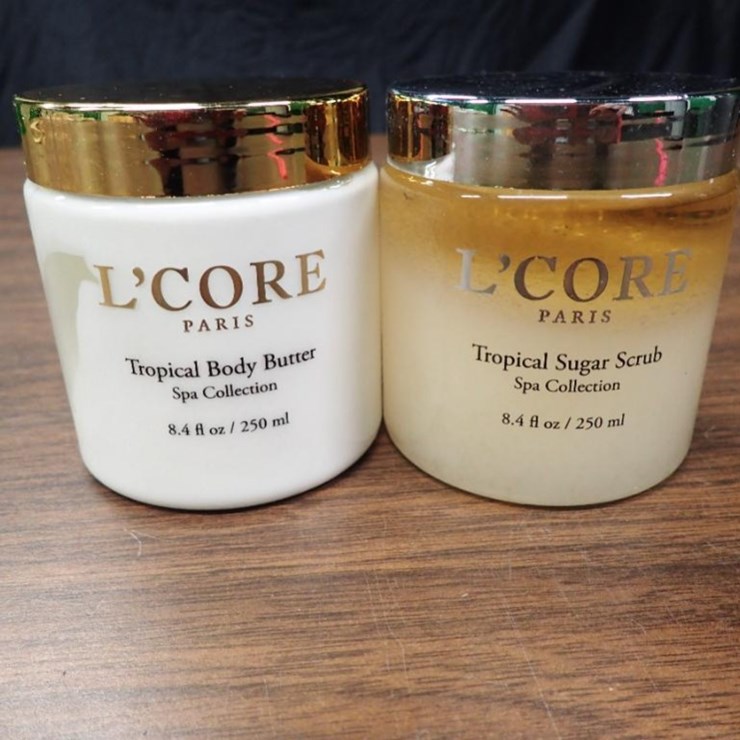 L'CORE
PARIS
Tropical Body Butter
Spa Collection
8.4 fl oz / 250 ml
L'CORE
PARIS
Tropical Sugar Scrub
Spa Collection
8.4 fl oz / 250 ml